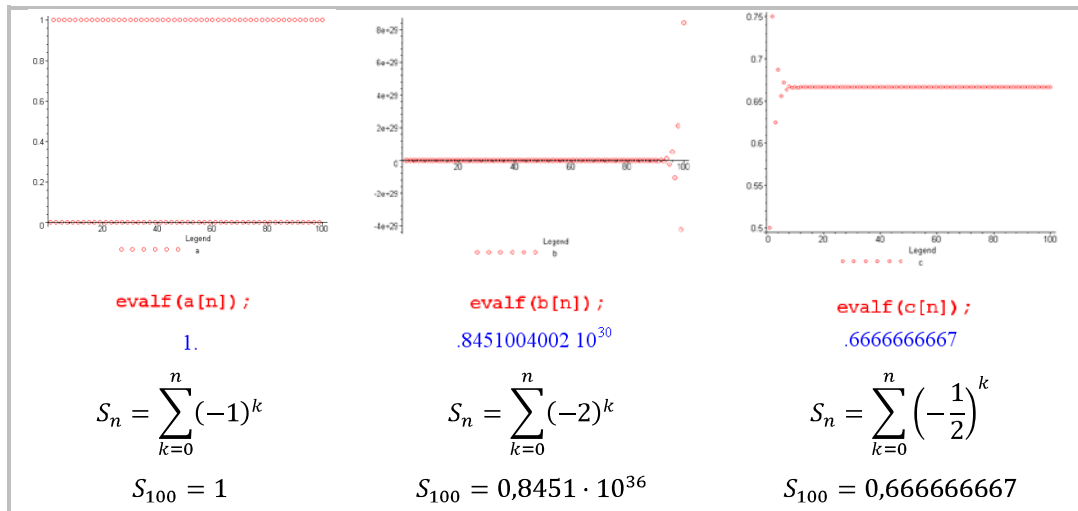 1
0.8
0.6
0.4
0.2
0
20 40 60 80 100
Legend
a
8e+29
6e+29
4e+29
2e+29
0
20 40 60 80 100
-2e+29
-4e+29
Legend
b
0.75
0.7
0.65
0.6
0.55
0.5
0 20 40 60 80 100
Legend
c
evalf(a[n]); evalf(b[n]); evalf(c[n]);
1. .8451004002 10^30 .6666666667
S_n = ∑_{k=0}^{n} (−1)^k S_n = ∑_{k=0}^{n} (−2)^k S_n = ∑_{k=0}^{n} (−1/2)^k
S_100 = 1 S_100 = 0,8451 · 10^36 S_100 = 0,666666667